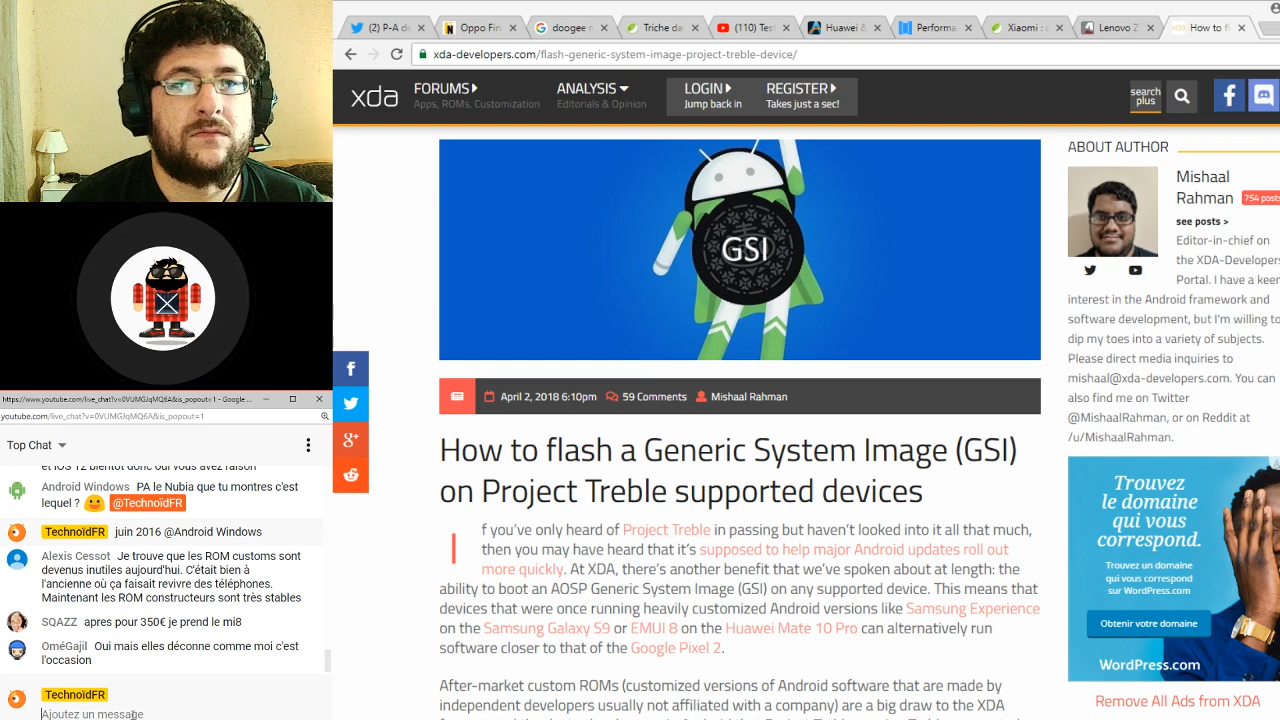 (2) P-A de
Oppo Fin
doogee m
Triche da
(110) Test
Huawei &
Performa
Xiaomi :
Lenovo Z
How to fl
xda-developers.com/flash-generic-system-image-project-treble-device/
xda
FORUMS
Apps, ROMs, Customization
ANALYSIS
Editorials & Opinion
LOGIN
Jump back in
REGISTER
Takes just a sec!
search
plus
GSI
April 2, 2018 6:10pm
59 Comments
Mishaal Rahman
How to flash a Generic System Image (GSI)
on Project Treble supported devices
If you've only heard of Project Treble in passing but haven't looked into it all that much,
then you may have heard that it's supposed to help major Android updates roll out
more quickly. At XDA, there's another benefit that we've spoken about at length: the
ability to boot an AOSP Generic System Image (GSI) on any supported device. This means that
devices that were once running heavily customized Android versions like Samsung Experience
on the Samsung Galaxy S9 or EMUI 8 on the Huawei Mate 10 Pro can alternatively run
software closer to that of the Google Pixel 2.
After-market custom ROMs (customized versions of Android software that are made by
independent developers usually not affiliated with a company) are a big draw to the XDA
ABOUT AUTHOR
Mishaal
Rahman
754 posts
see posts >
Editor-in-chief on
the XDA-Developers
Portal. I have a keen
interest in the Android framework and
software development, but I'm willing to
dip my toes into a variety of subjects.
Please direct media inquiries to
mishaal@xda-developers.com. You can
also find me on Twitter
@MishaalRahman, or on Reddit at
/u/MishaalRahman.
Trouvez
le domaine
qui vous
correspond.
Trouvez un domaine
qui vous correspond
sur WordPress.com
Obtenir votre domaine
WordPress.com
Remove All Ads from XDA
https://www.youtube.com/live_chat?v=0VUMGJqMQ6A&is_popout=1 - Google ...
youtube.com/live_chat?v=0VUMGJqMQ6A&is_popout=1
Top Chat
et IOS 12 bientot donc oui vous avez raison
Android Windows PA le Nubia que tu montres c'est
lequel ? @TechnoïdFR
TechnoïdFR juin 2016 @Android Windows
Alexis Cessot Je trouve que les ROM customs sont
devenus inutiles aujourd'hui. C'était bien à
l'ancienne où ça faisait revivre des téléphones.
Maintenant les ROM constructeurs sont très stables
SQAZZ apres pour 350€ je prend le mi8
OméGajil Oui mais elles déconne comme moi c'est
l'occasion
TechnoïdFR
Ajoutez un message